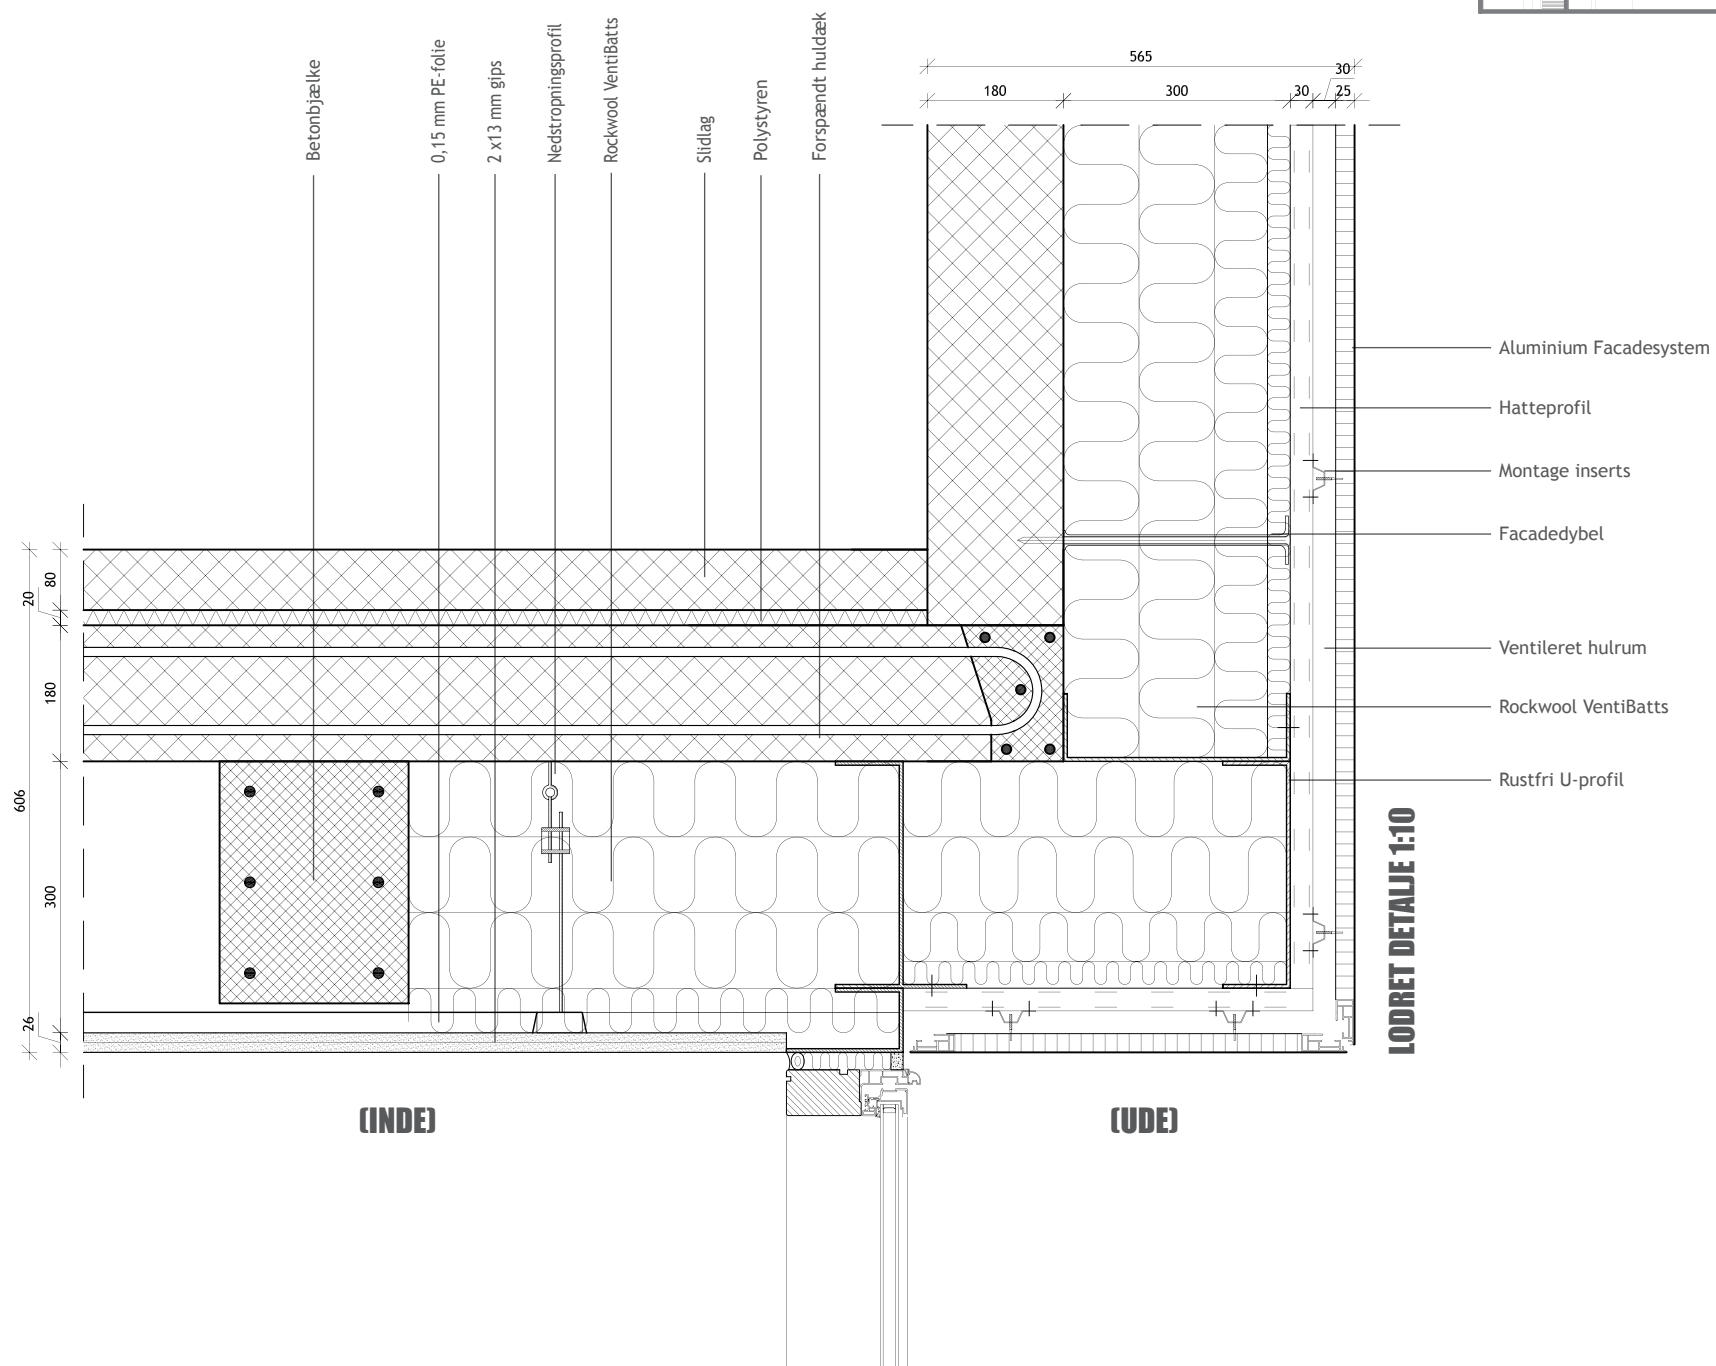 Betonbjælke
0,15 mm PE-folie
2 x13 mm gips
Nedstropningsprofil
Rockwool VentiBatts
Slidlag
Polystyren
Forspændt huldæk
565
30
180
300
30
25
Aluminium Facadesystem
Hatteprofil
Montage inserts
Facadedybel
Ventileret hulrum
Rockwool VentiBatts
Rustfri U-profil
80
20
180
606
300
26
LODRET DETALJE 1:10
(INDE)
(UDE)